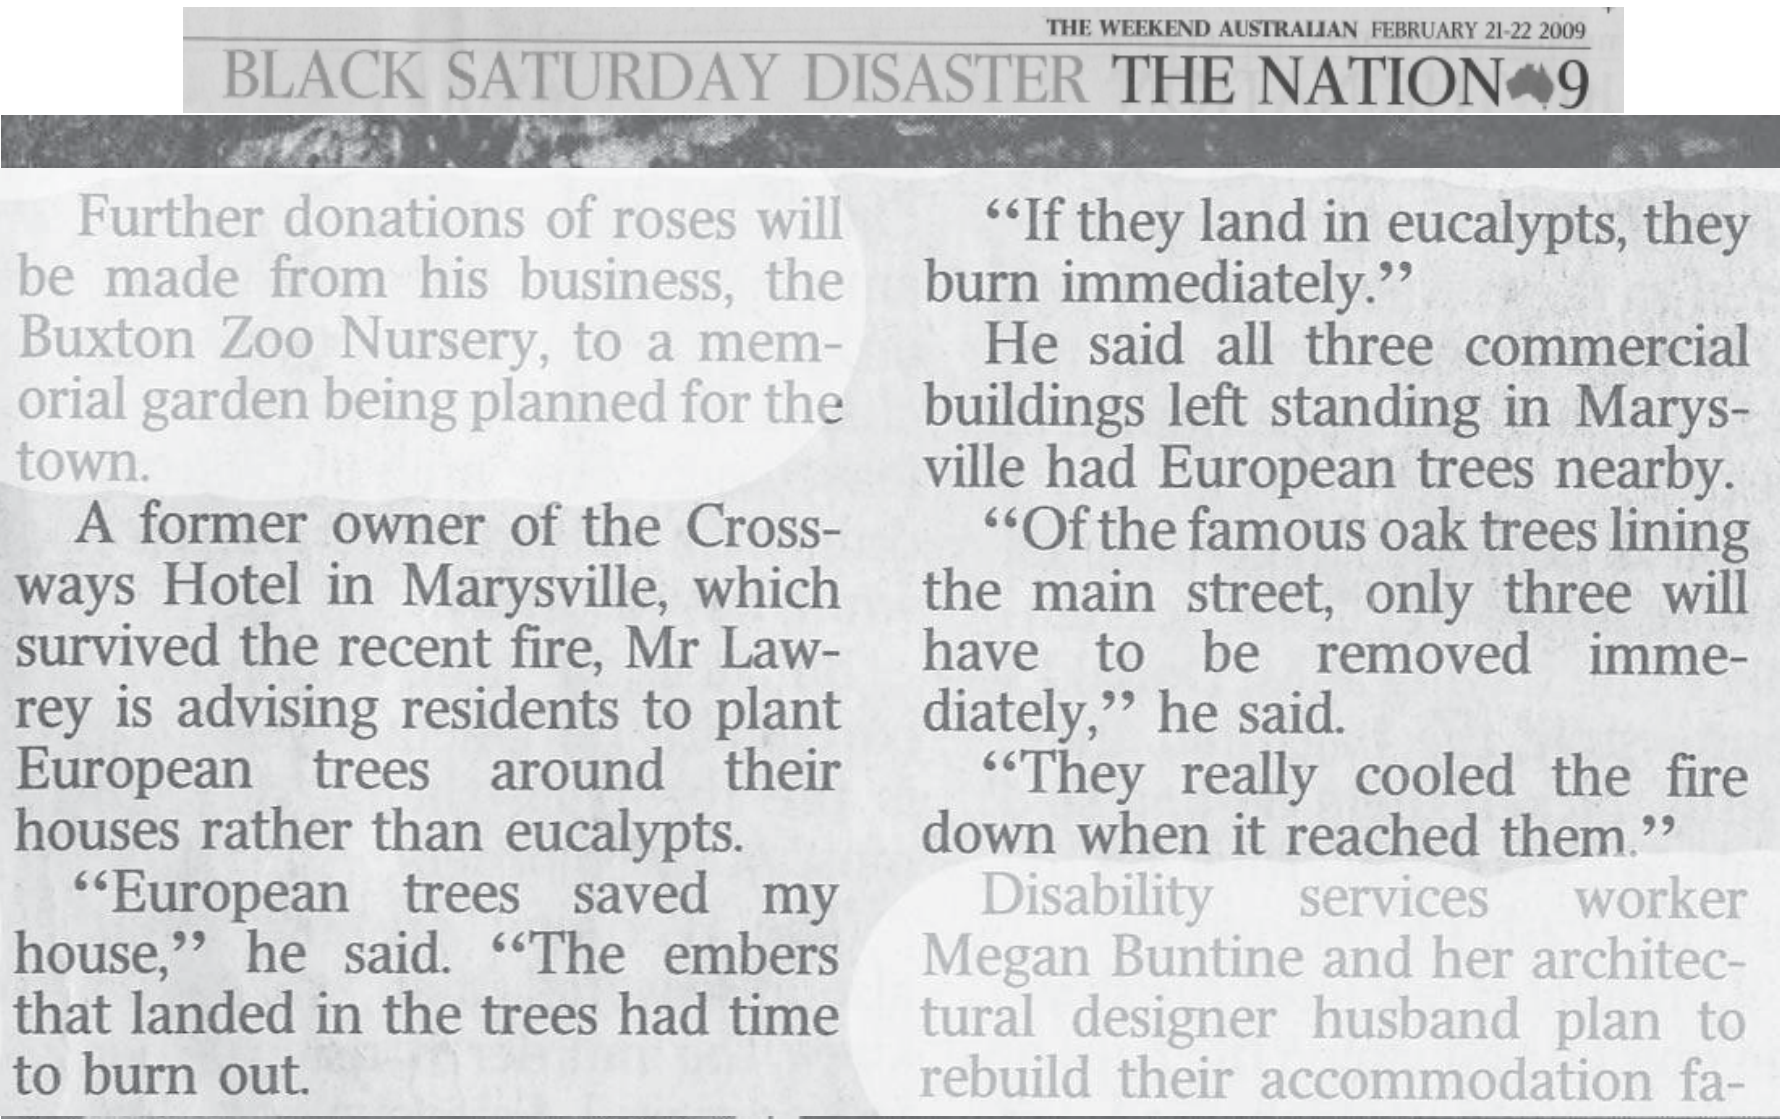 THE WEEKEND AUSTRALIAN FEBRUARY 21-22 2009
BLACK SATURDAY DISASTER THE NATION 9
Further donations of roses will
be made from his business, the
Buxton Zoo Nursery, to a mem-
orial garden being planned for the
town.
A former owner of the Cross-
ways Hotel in Marysville, which
survived the recent fire, Mr Law-
rey is advising residents to plant
European trees around their
houses rather than eucalypts.
“European trees saved my
house,” he said. “The embers
that landed in the trees had time
to burn out.
“If they land in eucalypts, they
burn immediately.”
He said all three commercial
buildings left standing in Marys-
ville had European trees nearby.
“Of the famous oak trees lining
the main street, only three will
have to be removed imme-
diately,” he said.
“They really cooled the fire
down when it reached them.”
Disability services worker
Megan Buntine and her architec-
tural designer husband plan to
rebuild their accommodation fa-